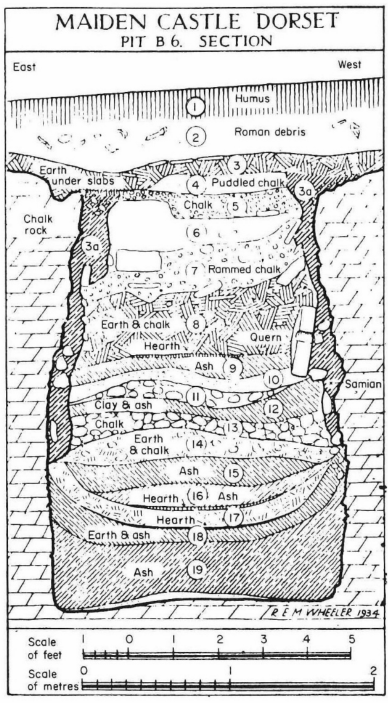 MAIDEN CASTLE DORSET
PIT B 6. SECTION
East West
1 Humus
2 Roman debris
3
Earth under slabs
4 Puddled chalk
3a
Chalk 5
Chalk rock
3a
6
7 Rammed chalk
Earth & chalk 8
Quern
Hearth
Ash 9
10
Samian
11
Clay & ash 12
Chalk 13
Earth & chalk 14
Ash 15
Hearth 16 Ash
Hearth 17
Earth & ash 18
Ash 19
R E M WHEELER 1934
Scale of feet 1 0 1 2 3 4 5
Scale of metres 0 1 2